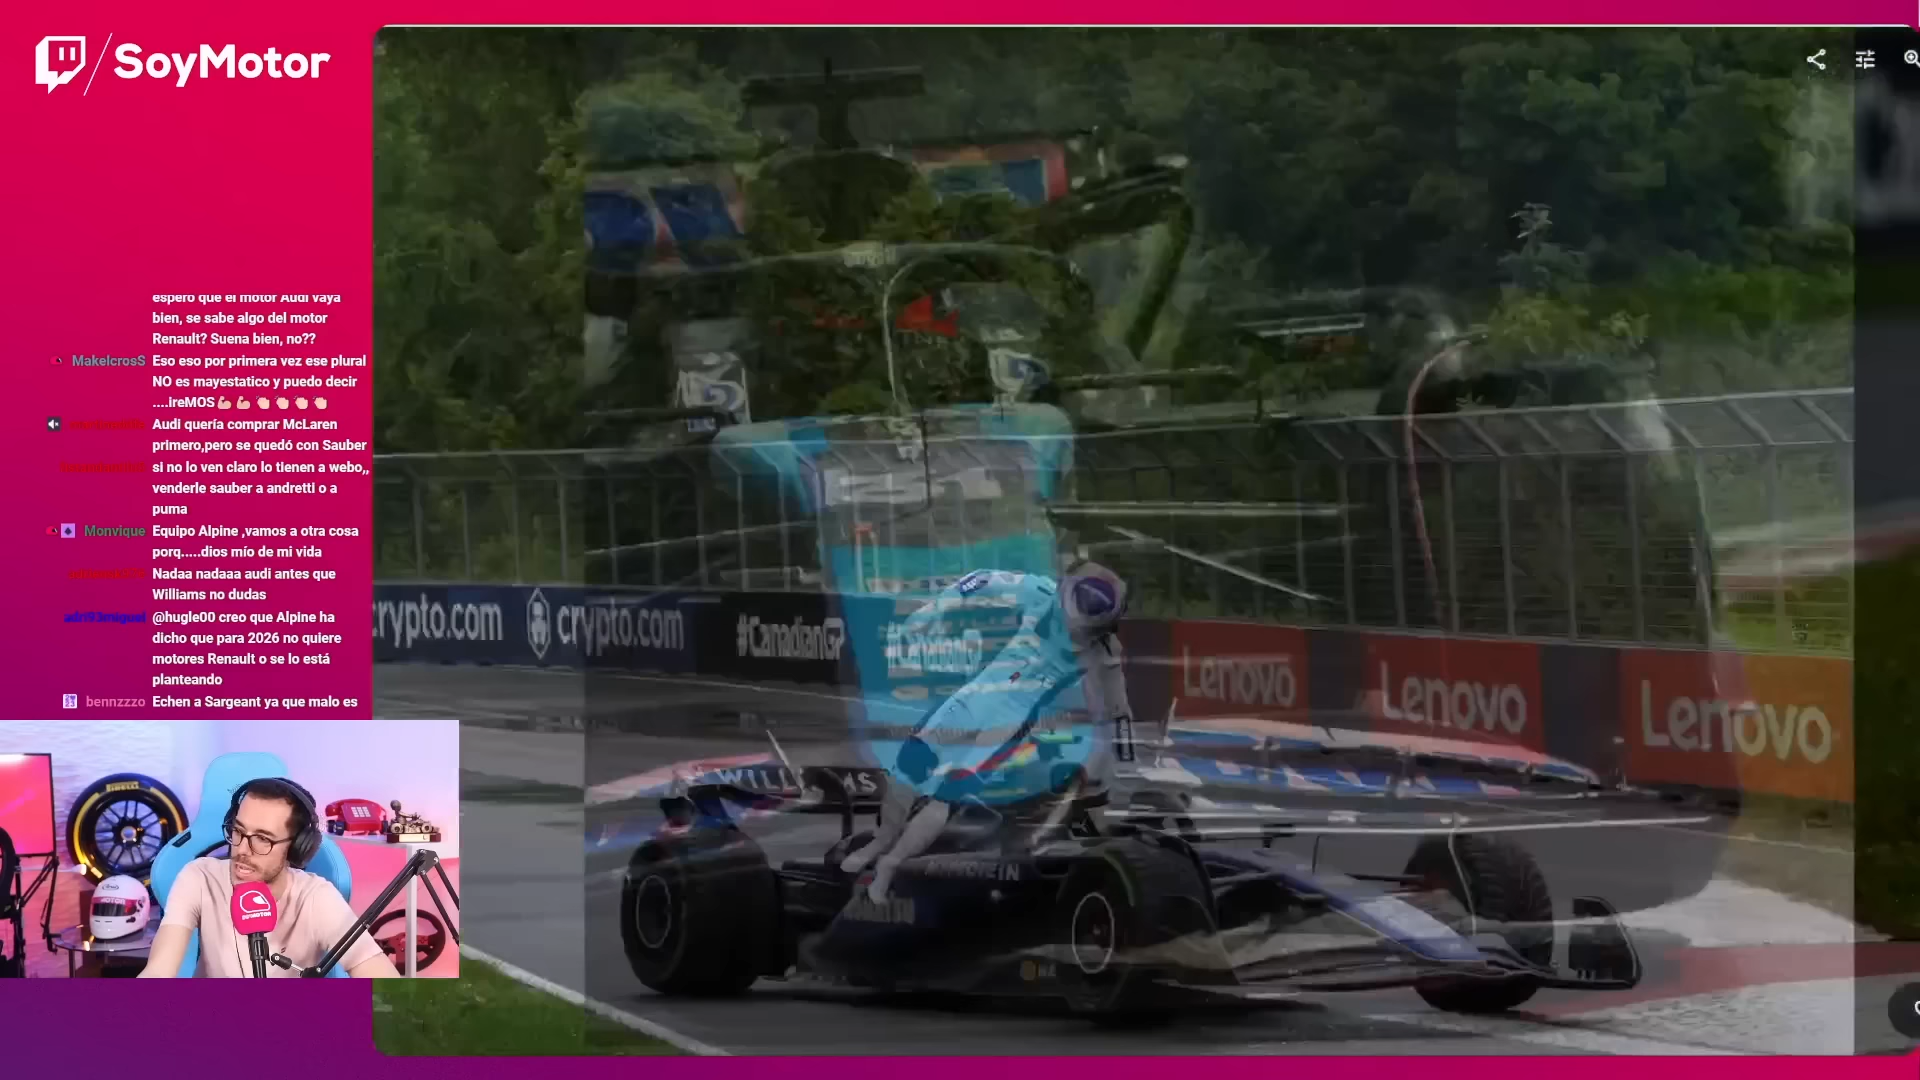 SoyMotor
espero que el motor Audi vaya
bien, se sabe algo del motor
Renault? Suena bien, no??
MakelcrosS Eso eso por primera vez ese plural
NO es mayestatico y puedo decir
....ireMOS💪🏻💪🏻👏🏻👏🏻👏🏻👏🏻
Audi quería comprar McLaren
primero,pero se quedó con Sauber
si no lo ven claro lo tienen a webo,,
venderle sauber a andretti o a
puma
Monvique Equipo Alpine ,vamos a otra cosa
porq.....dios mío de mi vida
Nadaa nadaaa audi antes que
Williams no dudas
@hugle00 creo que Alpine ha
dicho que para 2026 no quiere
motores Renault o se lo está
planteando
bennzzzo Echen a Sargeant ya que malo es
crypto.com
crypto.com
#CanadianGP
#CanadianGP
Lenovo
Lenovo
Lenovo
PIRELLI